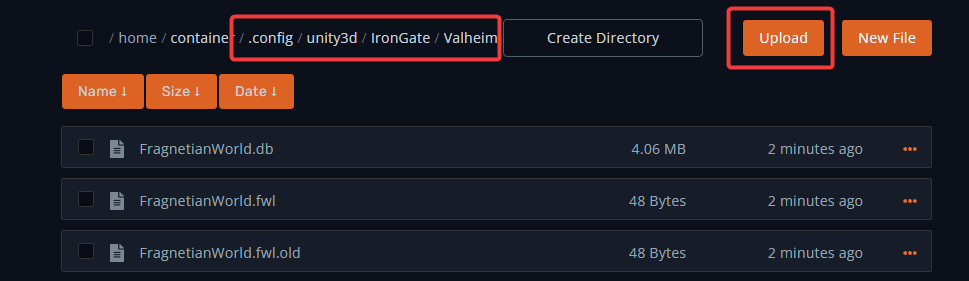 / home / container / .config / unity3d / IronGate / Valheim Create Directory Upload New File
Name ↓ Size ↓ Date ↓
FragnetianWorld.db 4.06 MB 2 minutes ago
FragnetianWorld.fwl 48 Bytes 2 minutes ago
FragnetianWorld.fwl.old 48 Bytes 2 minutes ago